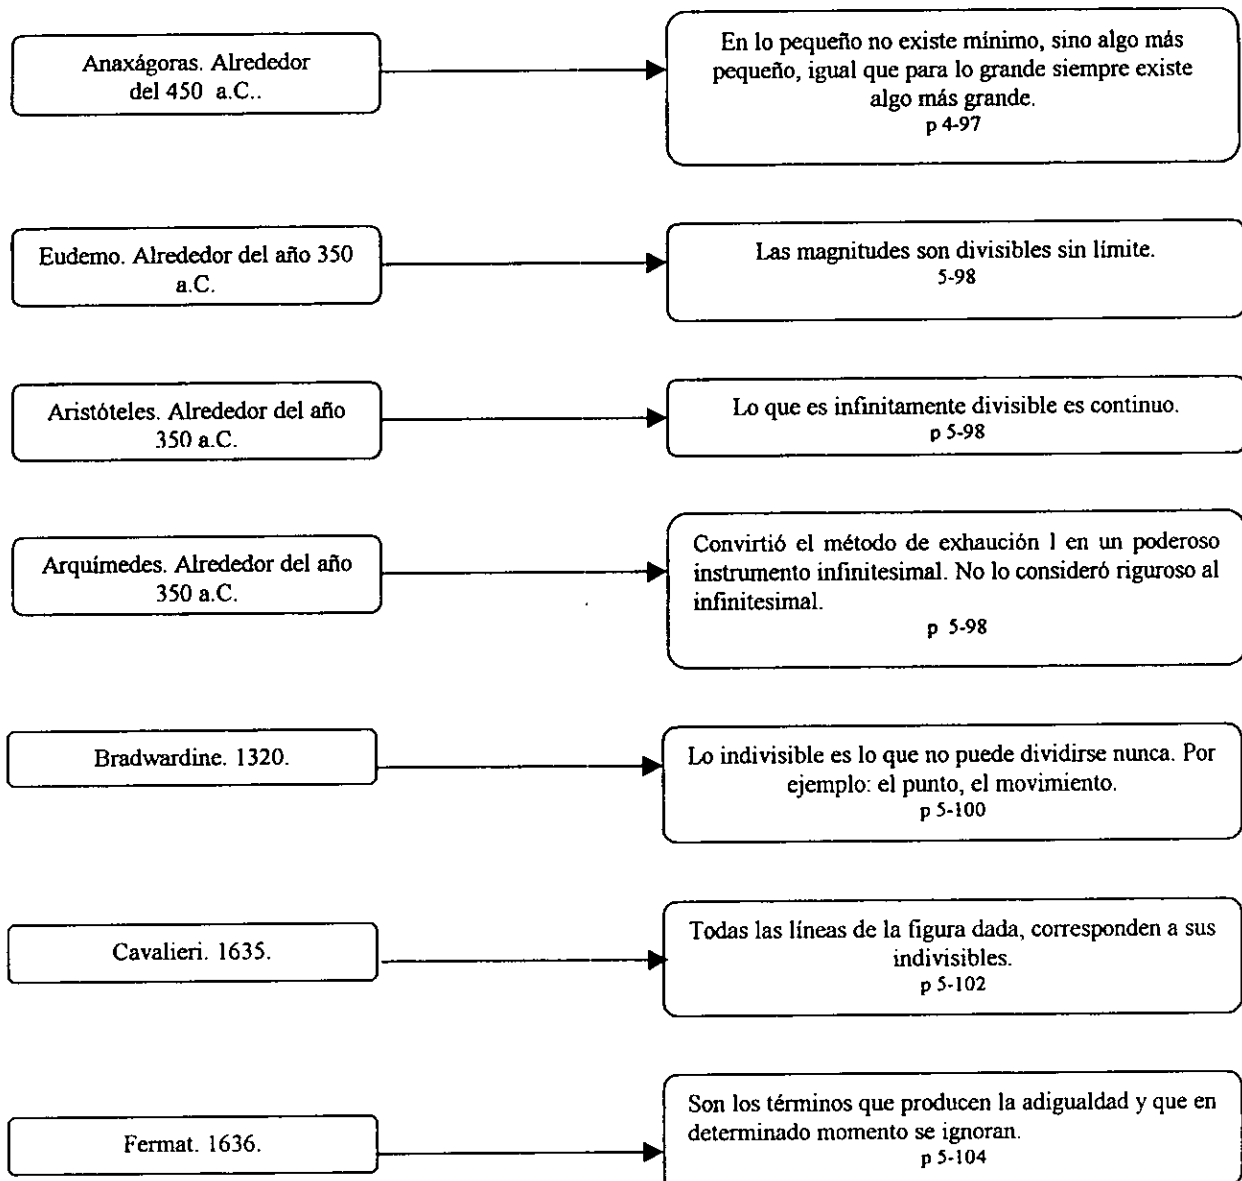 Anaxágoras. Alrededor
del 450 a.C..
En lo pequeño no existe mínimo, sino algo más
pequeño, igual que para lo grande siempre existe
algo más grande.
p 4-97
Eudemo. Alrededor del año 350
a.C.
Las magnitudes son divisibles sin límite.
5-98
Aristóteles. Alrededor del año
350 a.C.
Lo que es infinitamente divisible es continuo.
p 5-98
Arquímedes. Alrededor del año
350 a.C.
Convirtió el método de exhaución l en un poderoso
instrumento infinitesimal. No lo consideró riguroso al
infinitesimal.
p 5-98
Bradwardine. 1320.
Lo indivisible es lo que no puede dividirse nunca. Por
ejemplo: el punto, el movimiento.
p 5-100
Cavalieri. 1635.
Todas las líneas de la figura dada, corresponden a sus
indivisibles.
p 5-102
Fermat. 1636.
Son los términos que producen la adigualdad y que en
determinado momento se ignoran.
p 5-104